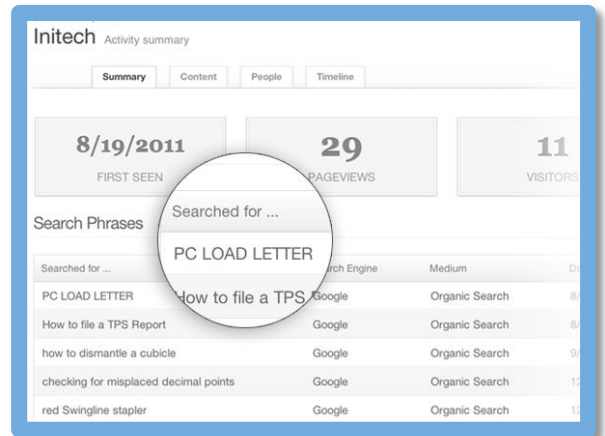 Initech Activity summary
Summary Content People Timeline
8/19/2011 29 11
FIRST SEEN PAGEVIEWS VISITORS
Search Phrases
Searched for ...
PC LOAD LETTER
How to file a TPS
Searched for ... Search Engine Medium
PC LOAD LETTER Google Organic Search
How to file a TPS Report Google Organic Search
how to dismantle a cubicle Google Organic Search
checking for misplaced decimal points Google Organic Search
red Swingline stapler Google Organic Search